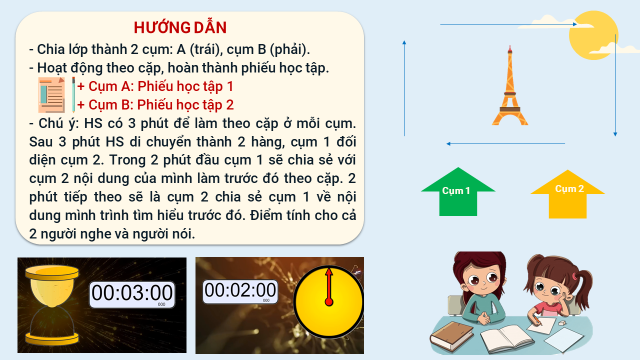 HƯỚNG DẪN
- Chia lớp thành 2 cụm: A (trái), cụm B (phải).
- Hoạt động theo cặp, hoàn thành phiếu học tập.
+ Cụm A: Phiếu học tập 1
+ Cụm B: Phiếu học tập 2
- Chú ý: HS có 3 phút để làm theo cặp ở mỗi cụm.
Sau 3 phút HS di chuyển thành 2 hàng, cụm 1 đối
diện cụm 2. Trong 2 phút đầu cụm 1 sẽ chia sẻ với
cụm 2 nội dung của mình làm trước đó theo cặp. 2
phút tiếp theo sẽ là cụm 2 chia sẻ cụm 1 về nội
dung mình trình tìm hiểu trước đó. Điểm tính cho cả
2 người nghe và người nói.
Cụm 1
Cụm 2
00:03:00
000
00:02:00
000